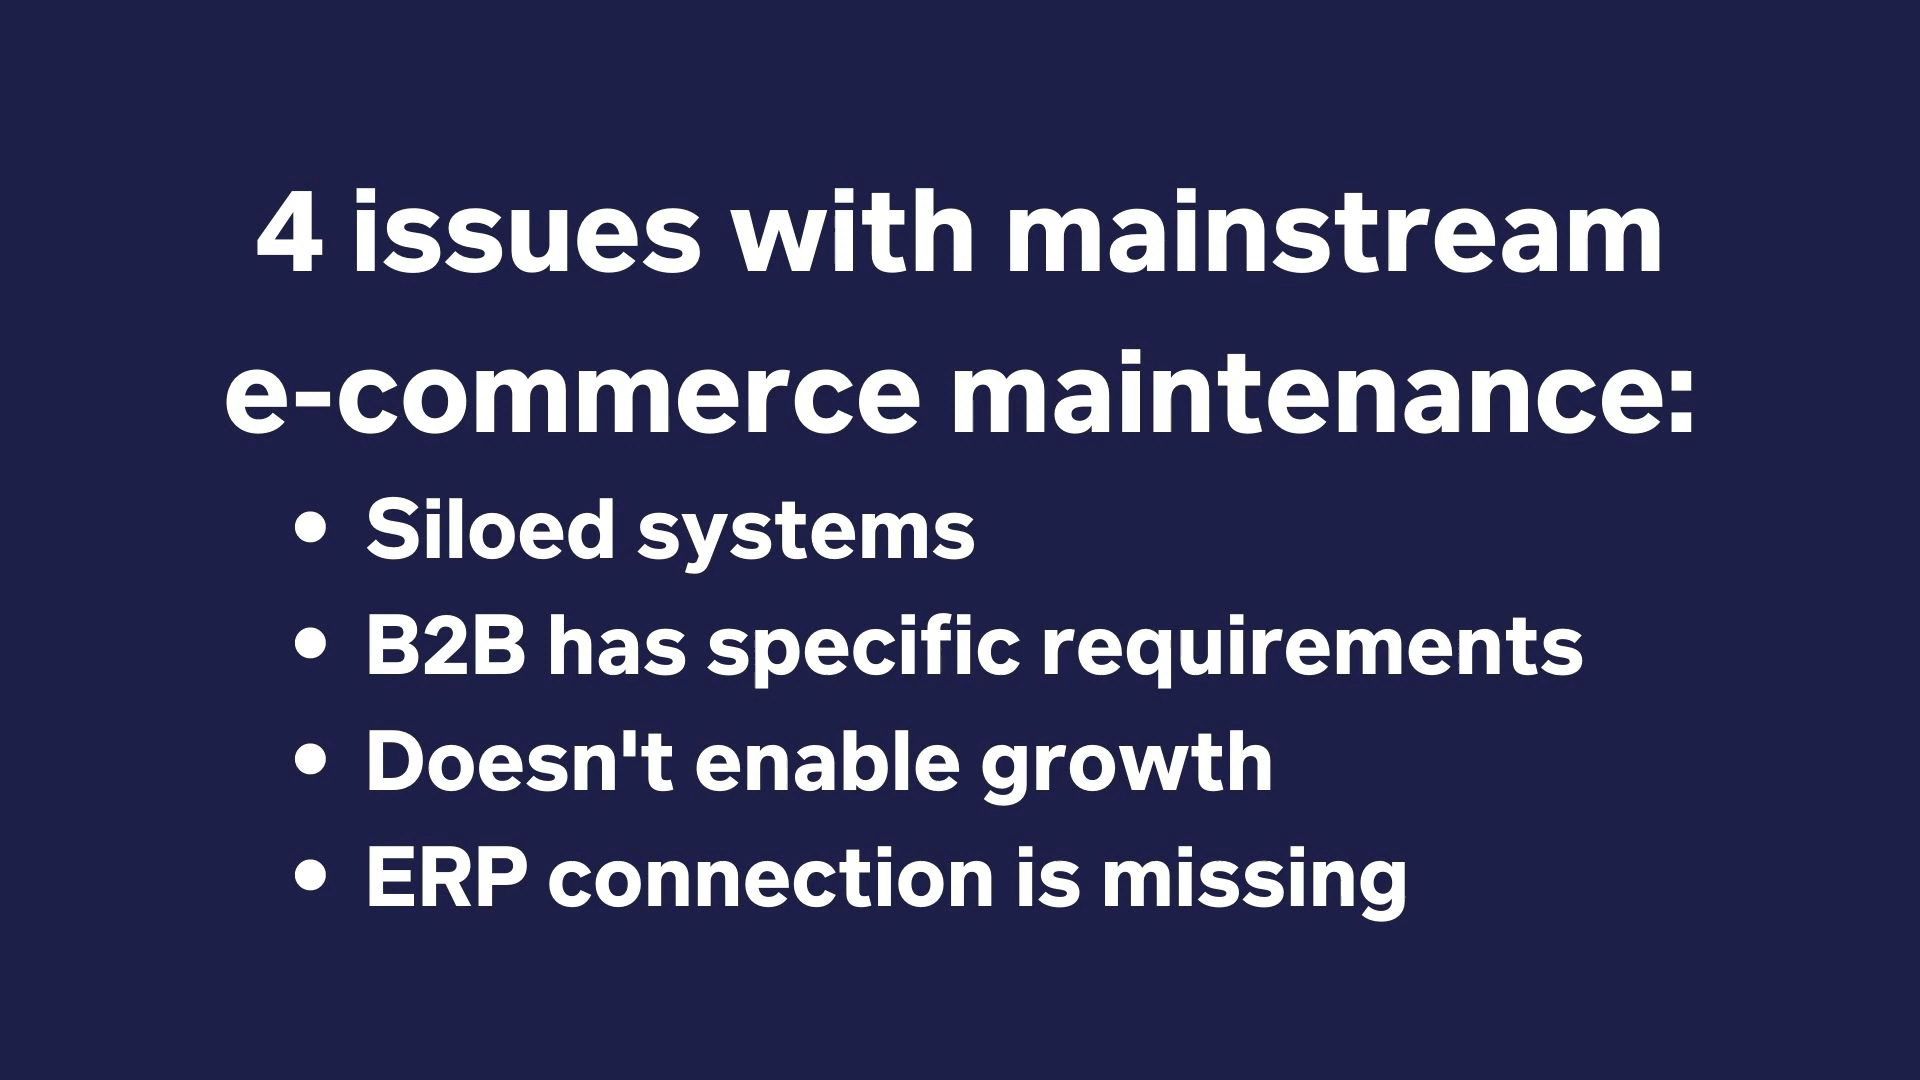 4 issues with mainstream
e-commerce maintenance:
• Siloed systems
• B2B has specific requirements
• Doesn't enable growth
• ERP connection is missing